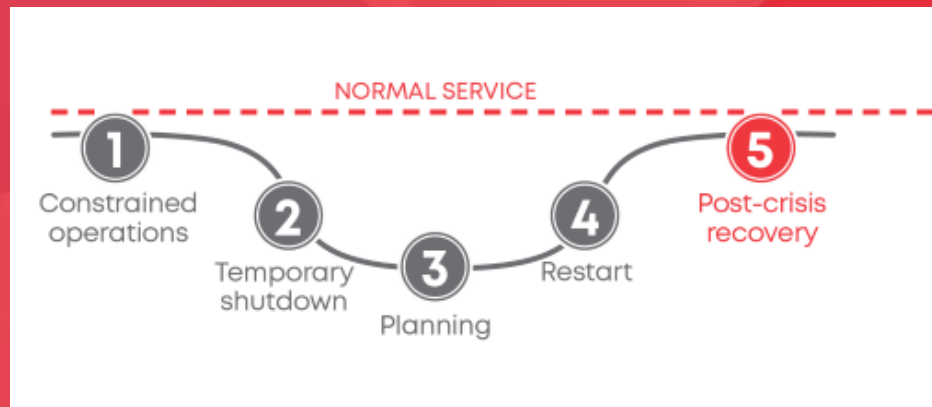 NORMAL SERVICE
1
Constrained
operations
2
Temporary
shutdown
3
Planning
4
Restart
5
Post-crisis
recovery